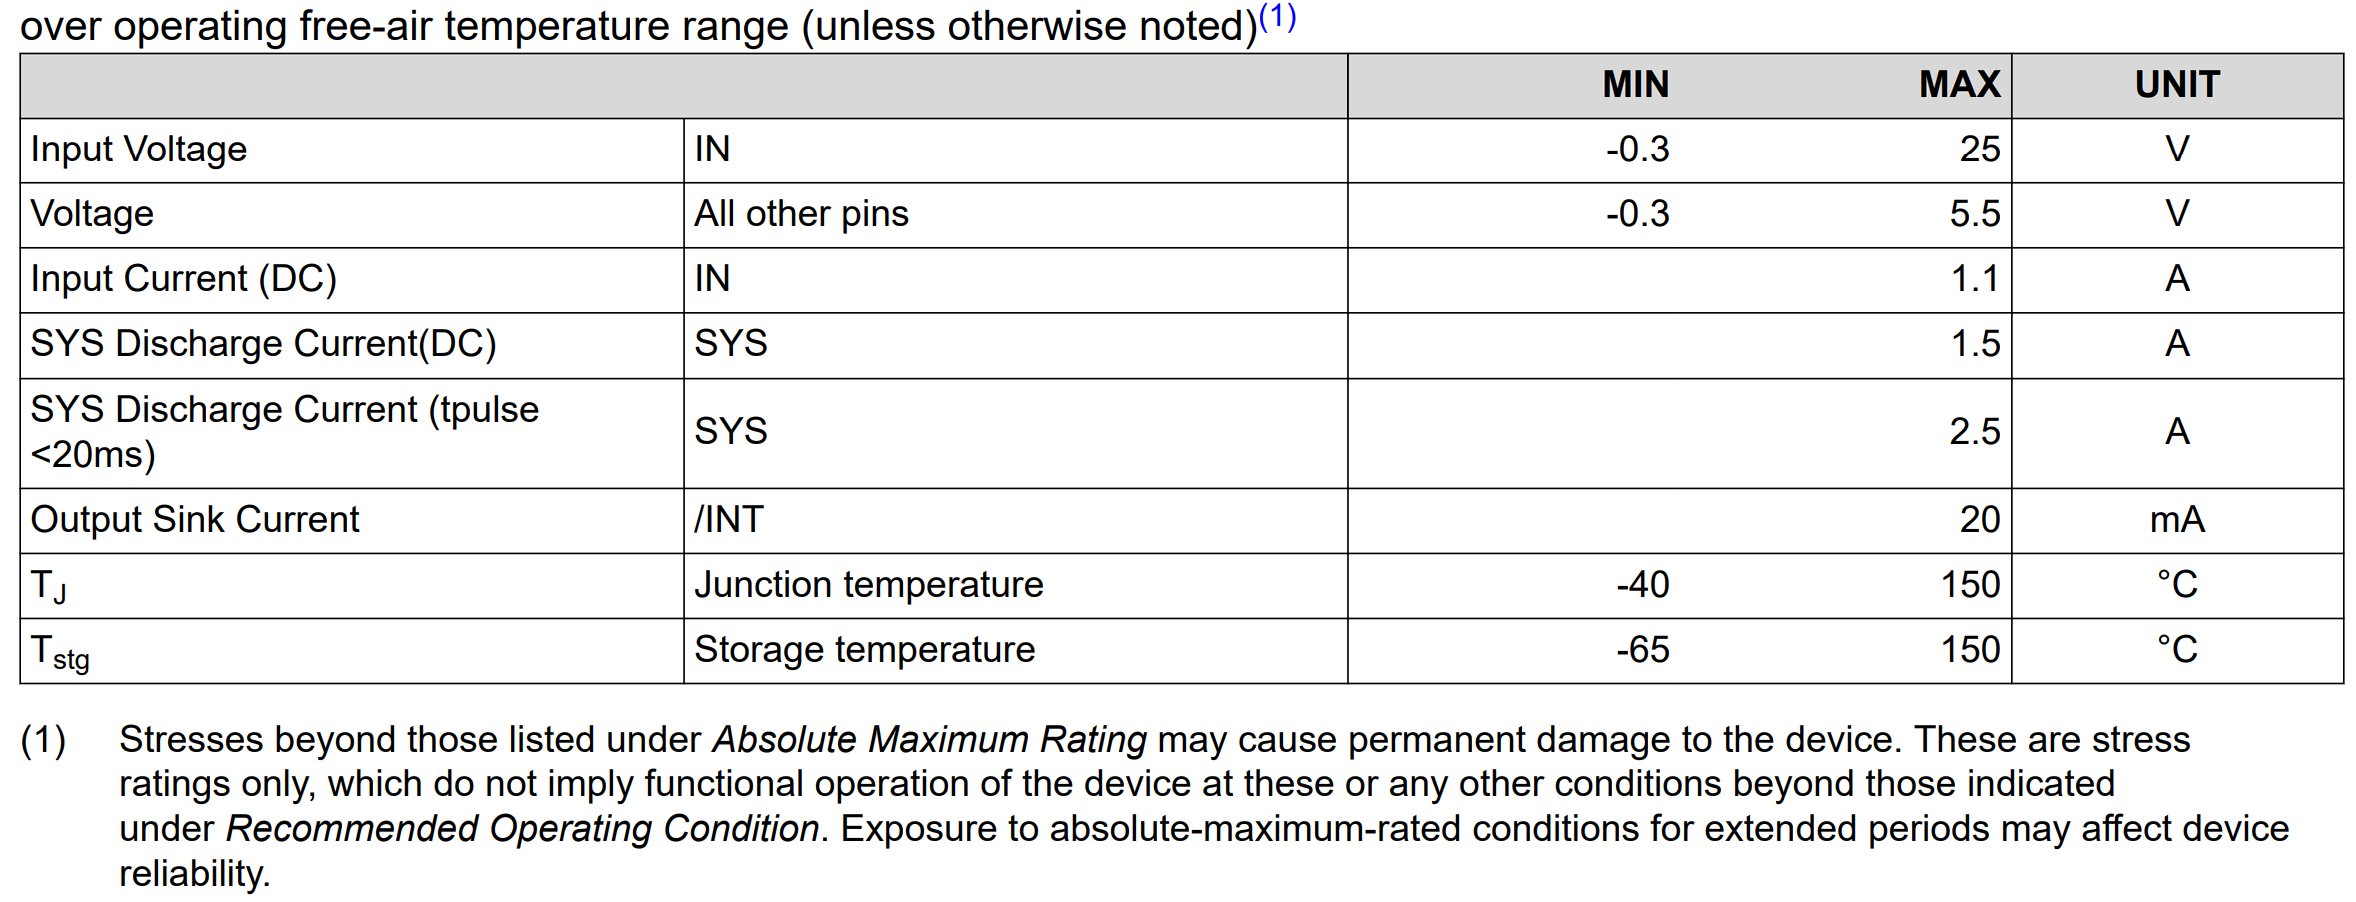 over operating free-air temperature range (unless otherwise noted)(1)
MIN MAX UNIT
Input Voltage IN -0.3 25 V
Voltage All other pins -0.3 5.5 V
Input Current (DC) IN 1.1 A
SYS Discharge Current(DC) SYS 1.5 A
SYS Discharge Current (tpulse
<20ms) SYS 2.5 A
Output Sink Current /INT 20 mA
TJ Junction temperature -40 150 °C
Tstg Storage temperature -65 150 °C
(1) Stresses beyond those listed under Absolute Maximum Rating may cause permanent damage to the device. These are stress
ratings only, which do not imply functional operation of the device at these or any other conditions beyond those indicated
under Recommended Operating Condition. Exposure to absolute-maximum-rated conditions for extended periods may affect device
reliability.